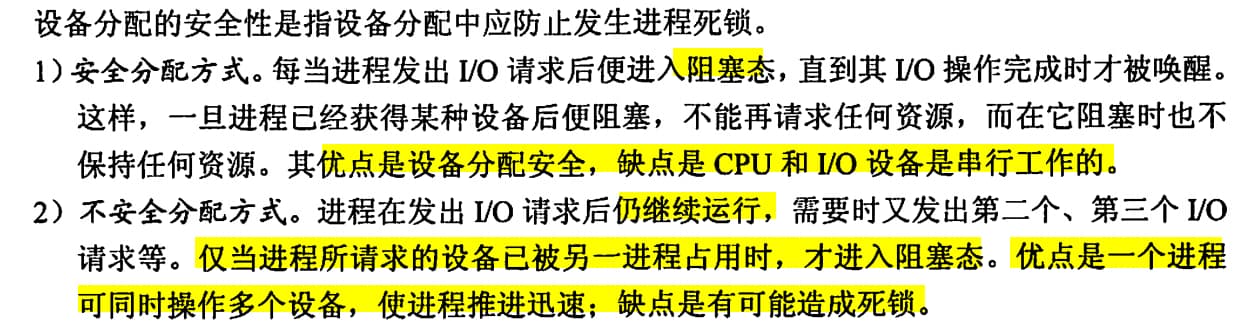 设备分配的安全性是指设备分配中应防止发生进程死锁。
1）安全分配方式。每当进程发出 I/O 请求后便进入阻塞态，直到其 I/O 操作完成时才被唤醒。
这样，一旦进程已经获得某种设备后便阻塞，不能再请求任何资源，而在它阻塞时也不
保持任何资源。其优点是设备分配安全，缺点是 CPU 和 I/O 设备是串行工作的。
2）不安全分配方式。进程在发出 I/O 请求后仍继续运行，需要时又发出第二个、第三个 I/O
请求等。仅当进程所请求的设备已被另一进程占用时，才进入阻塞态。优点是一个进程
可同时操作多个设备，使进程推进迅速；缺点是有可能造成死锁。